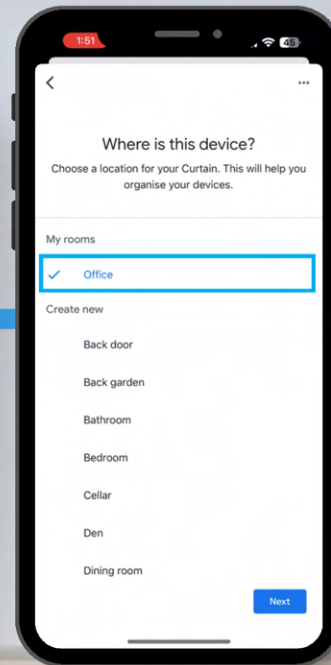 1:51
45
Where is this device?
Choose a location for your Curtain. This will help you
organise your devices.
My rooms
Office
Create new
Back door
Back garden
Bathroom
Bedroom
Cellar
Den
Dining room
Next